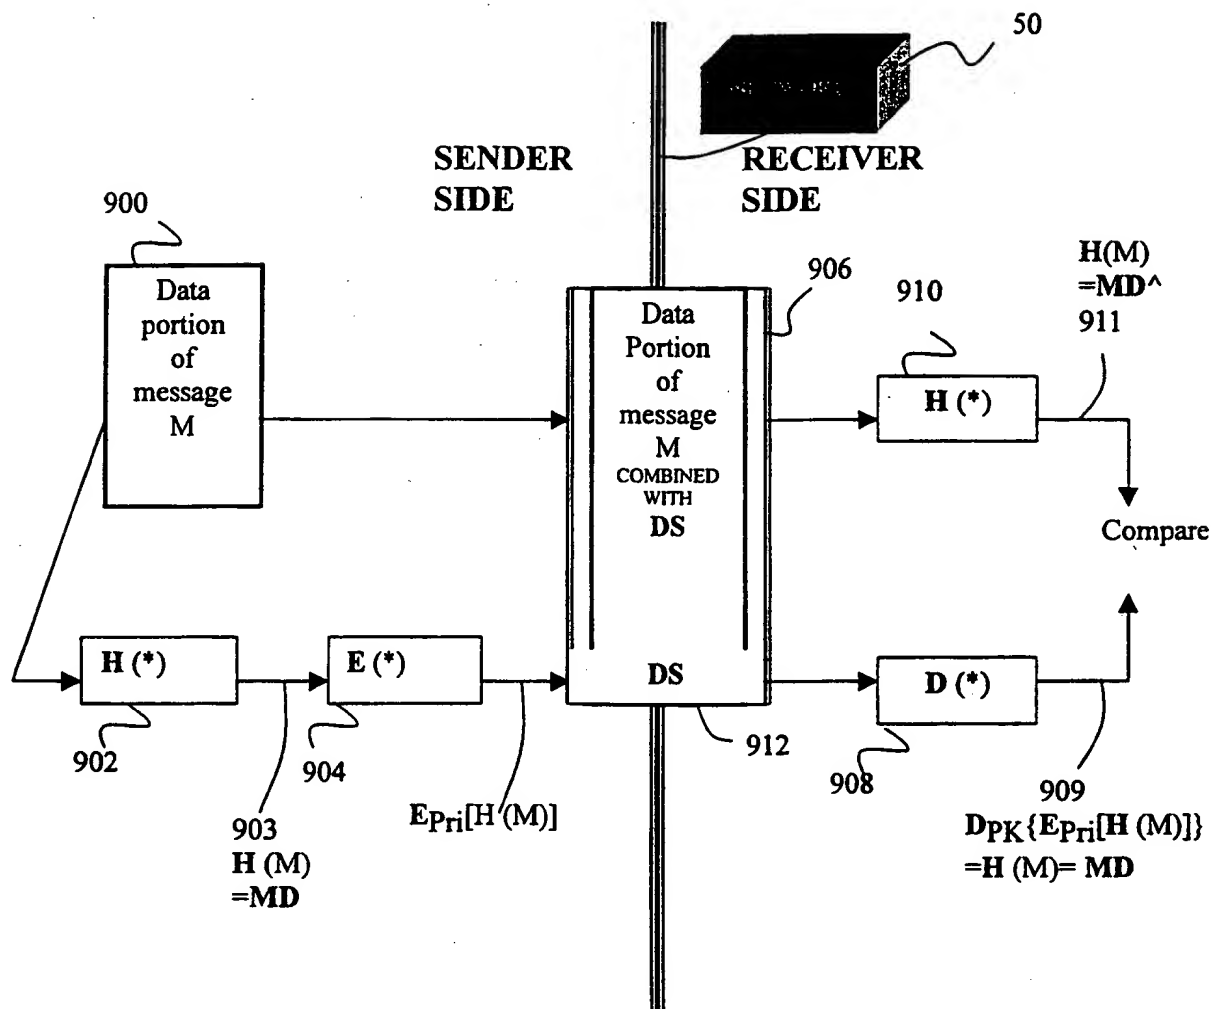 50
SENDER
SIDE
RECEIVER
SIDE
900
Data
portion
of
message
M
906
Data
Portion
of
message
M
COMBINED
WITH
DS
DS
910
H(M)
=MD^
911
H (*)
Compare
H (*)
E (*)
D (*)
902
904
912
908
903
H (M)
=MD
EPri[H (M)]
909
DPK{EPri[H (M)]}
=H (M)= MD